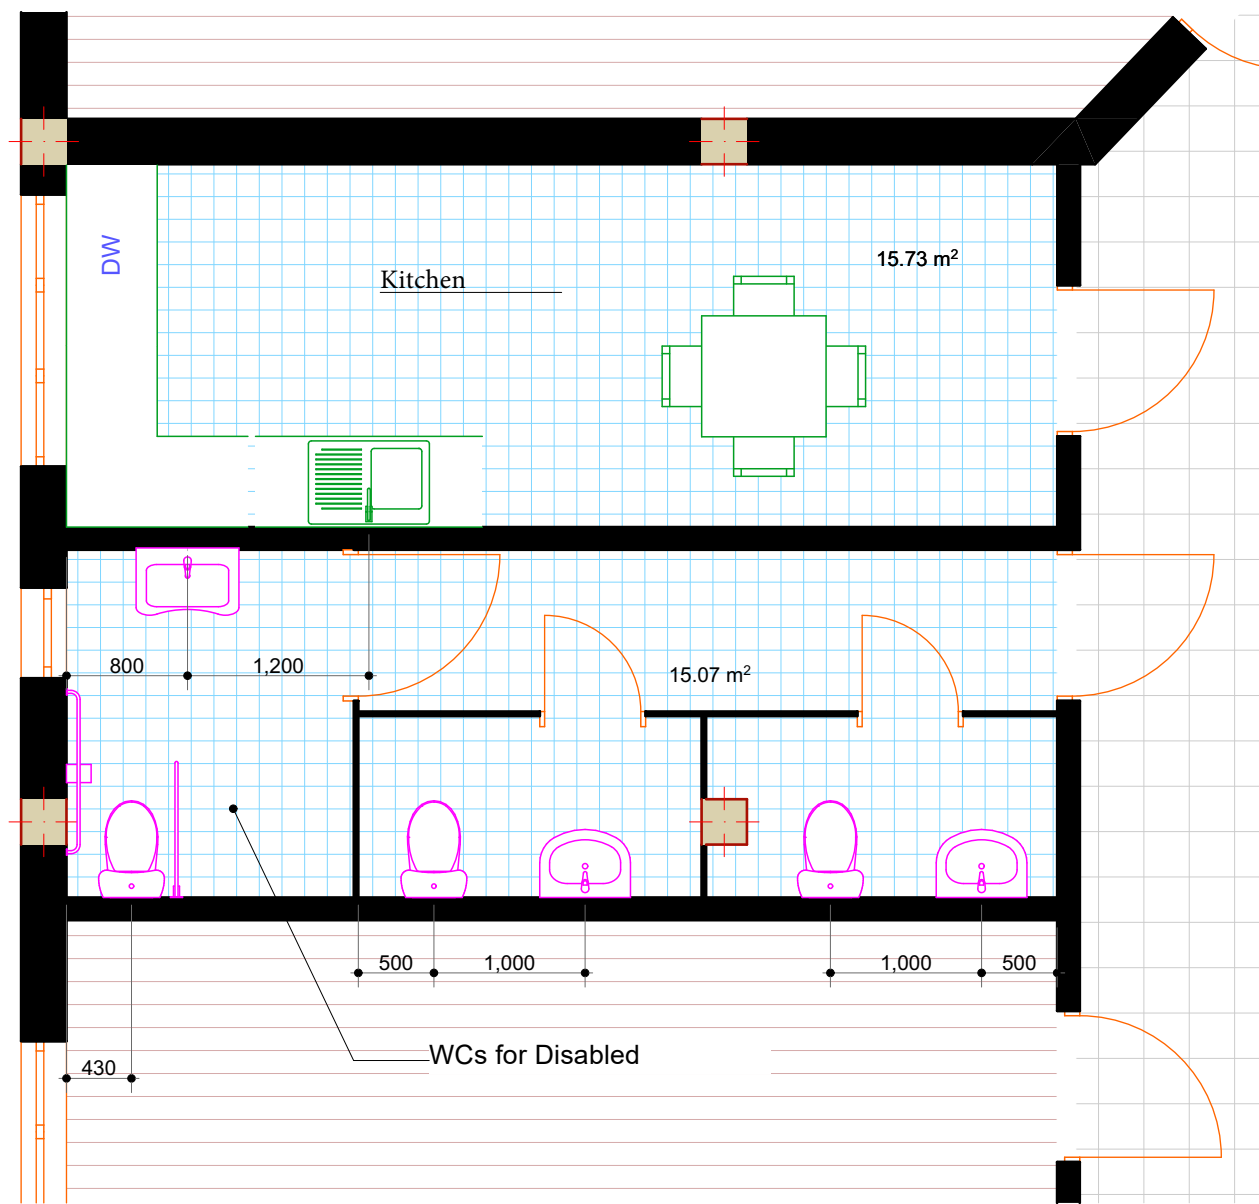 15.73 m²
DW
Kitchen
800
1,200
15.07 m²
500
1,000
1,000
500
WCs for Disabled
430